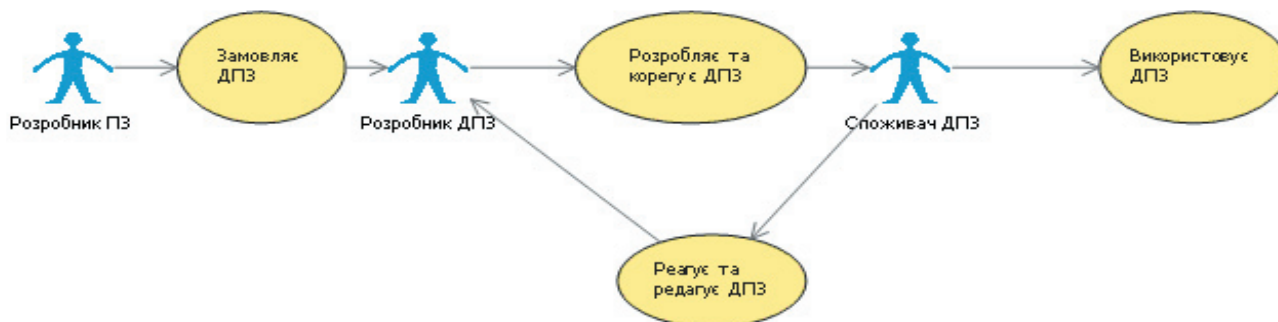 Замовляє
ДПЗ
Розробляє та
корегує ДПЗ
Використовує
ДПЗ
Розробник ПЗ
Розробник ДПЗ
Споживач ДПЗ
Реагує та
редагує ДПЗ